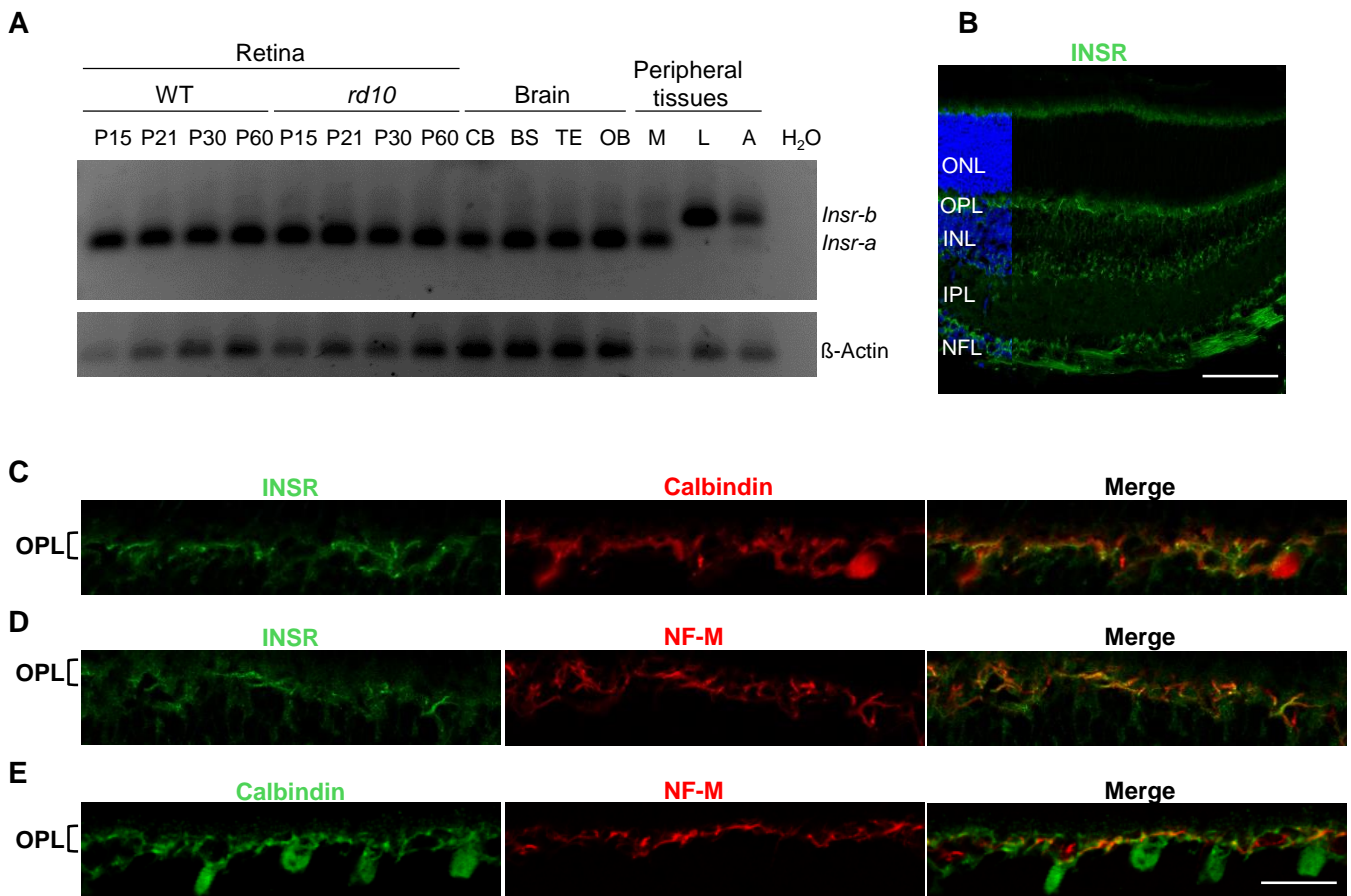 A
Retina
WT
rd10
Brain
Peripheral
tissues
P15 P21 P30 P60 P15 P21 P30 P60 CB BS TE OB M L A H₂O
Insr-b
Insr-a
ß-Actin
B
INSR
ONL
OPL
INL
IPL
NFL
C
INSR Calbindin Merge
OPL
D
INSR NF-M Merge
OPL
E
Calbindin NF-M Merge
OPL